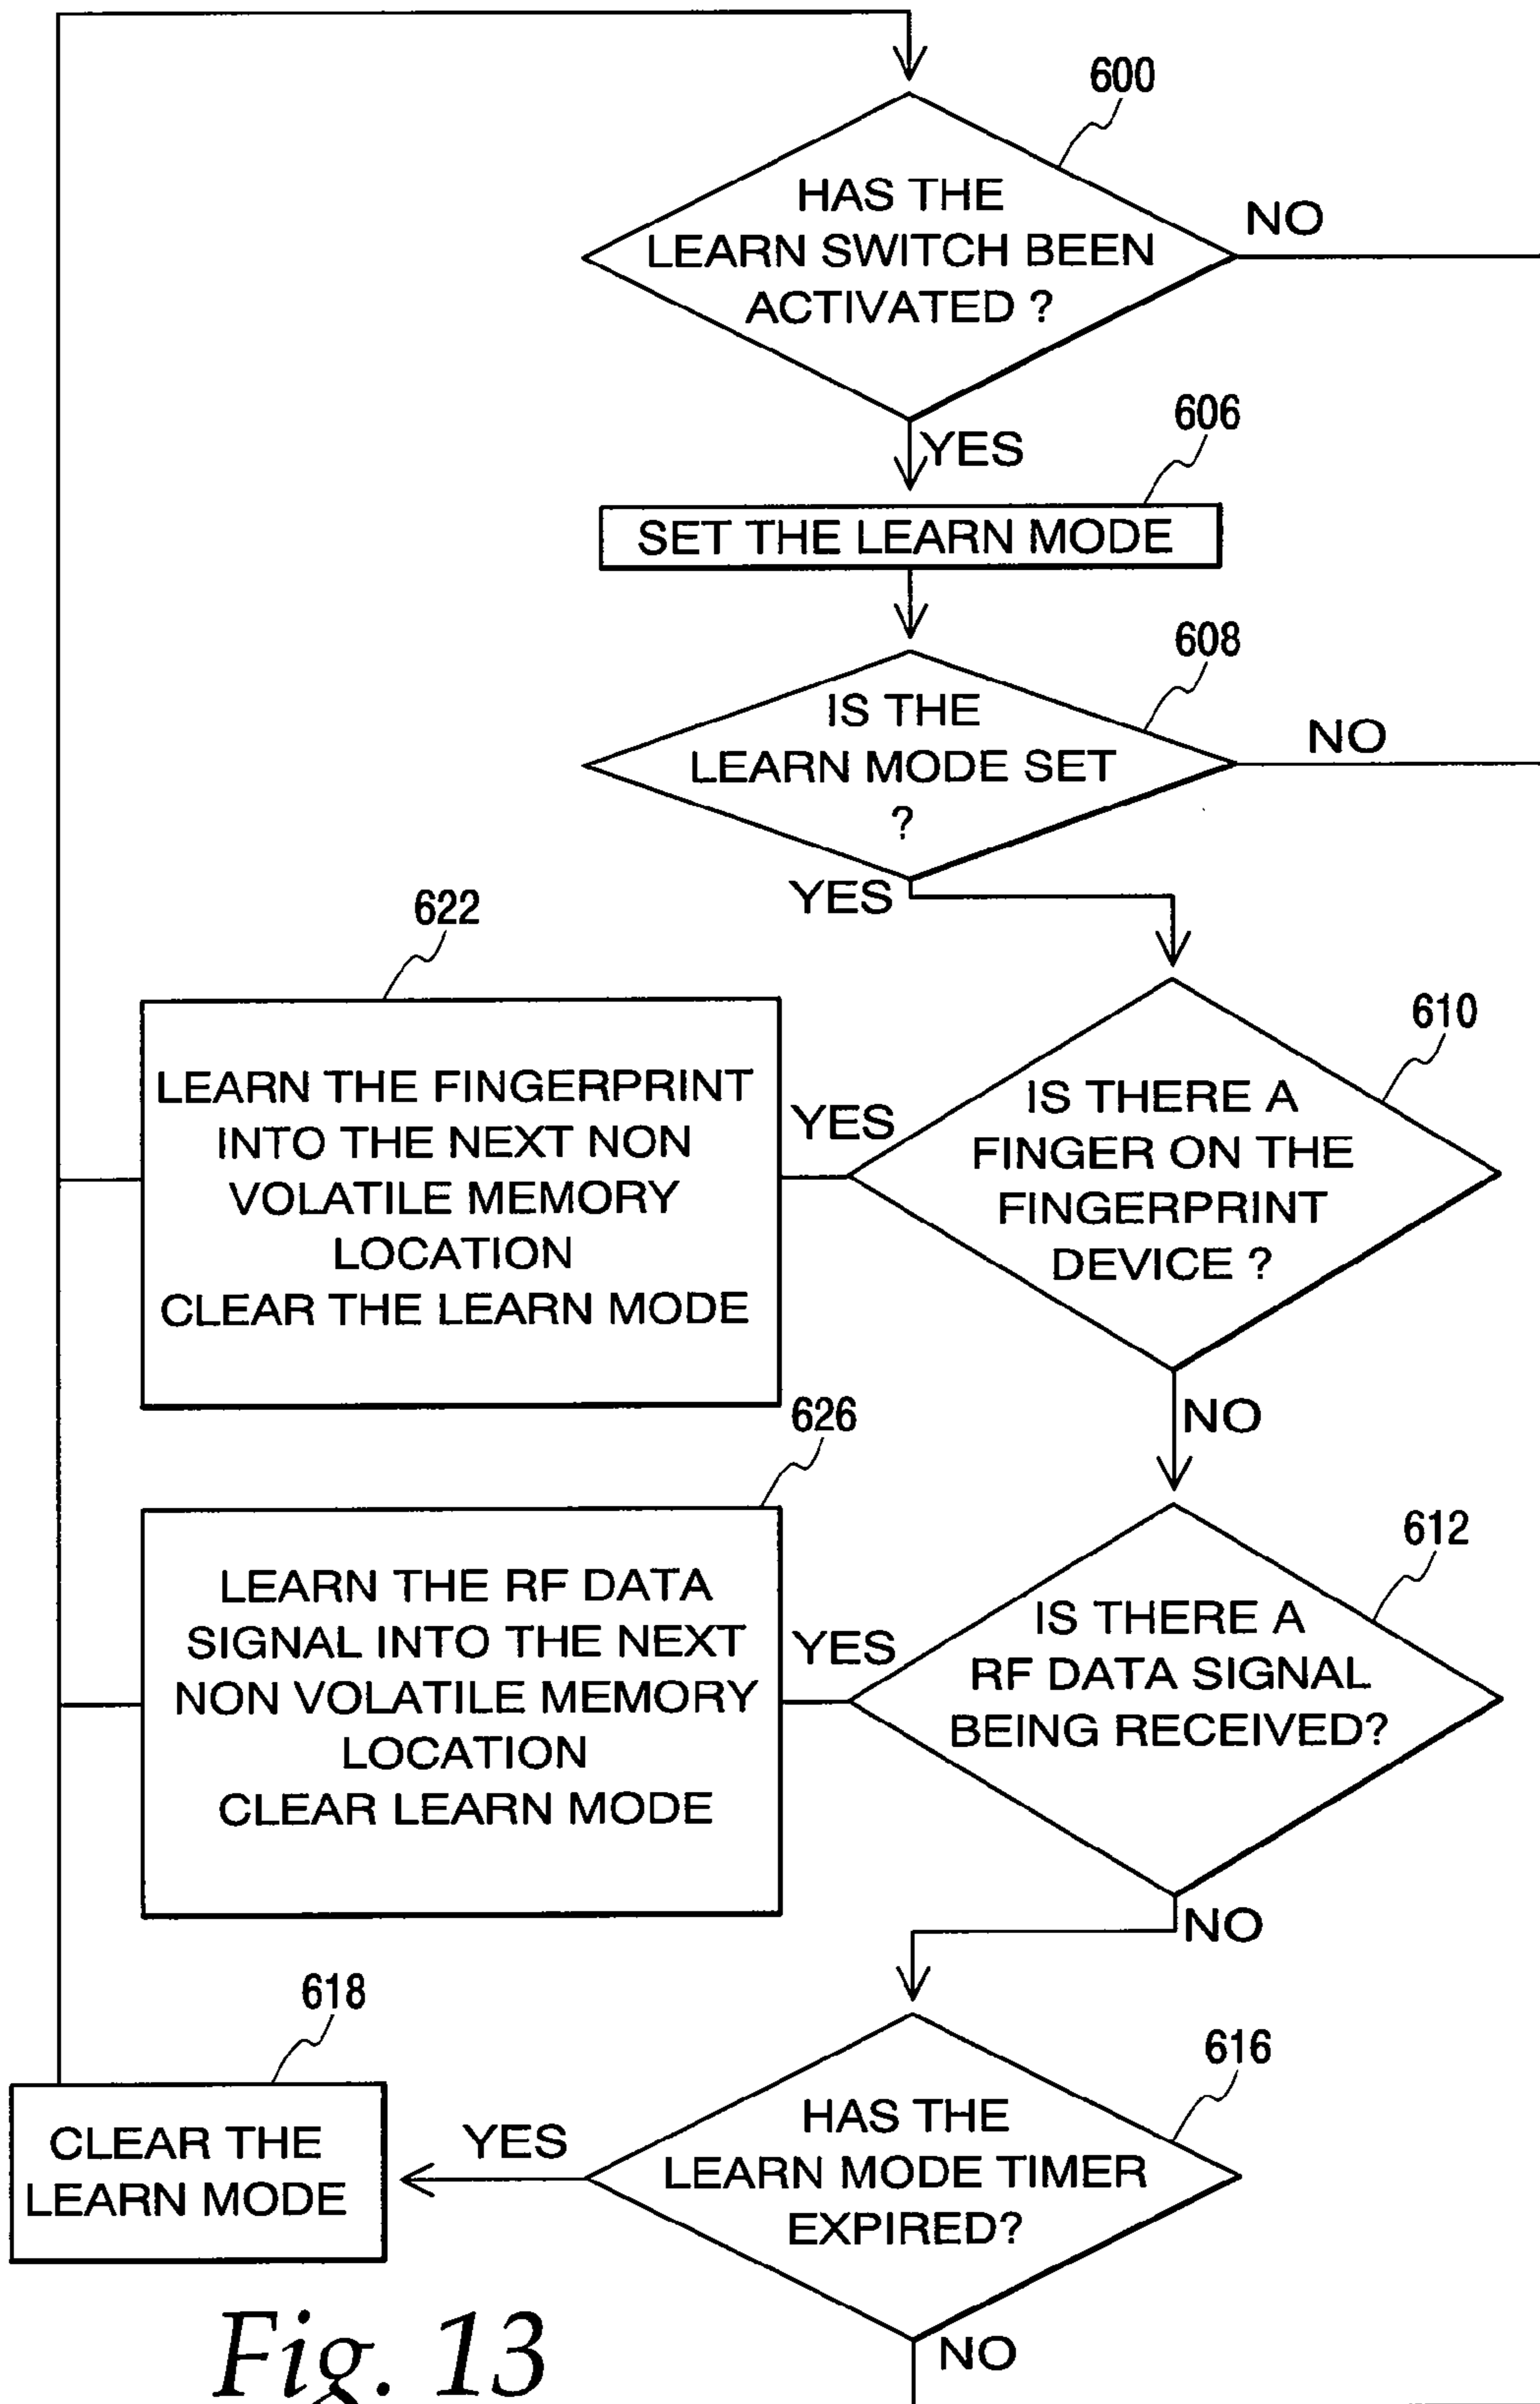 600
HAS THE
LEARN SWITCH BEEN
ACTIVATED ?
NO
YES
606
SET THE LEARN MODE
608
IS THE
LEARN MODE SET
?
NO
YES
622
LEARN THE FINGERPRINT
INTO THE NEXT NON
VOLATILE MEMORY
LOCATION
CLEAR THE LEARN MODE
YES
610
IS THERE A
FINGER ON THE
FINGERPRINT
DEVICE ?
NO
626
LEARN THE RF DATA
SIGNAL INTO THE NEXT
NON VOLATILE MEMORY
LOCATION
CLEAR LEARN MODE
YES
612
IS THERE A
RF DATA SIGNAL
BEING RECEIVED?
NO
618
CLEAR THE
LEARN MODE
YES
616
HAS THE
LEARN MODE TIMER
EXPIRED?
NO
Fig. 13